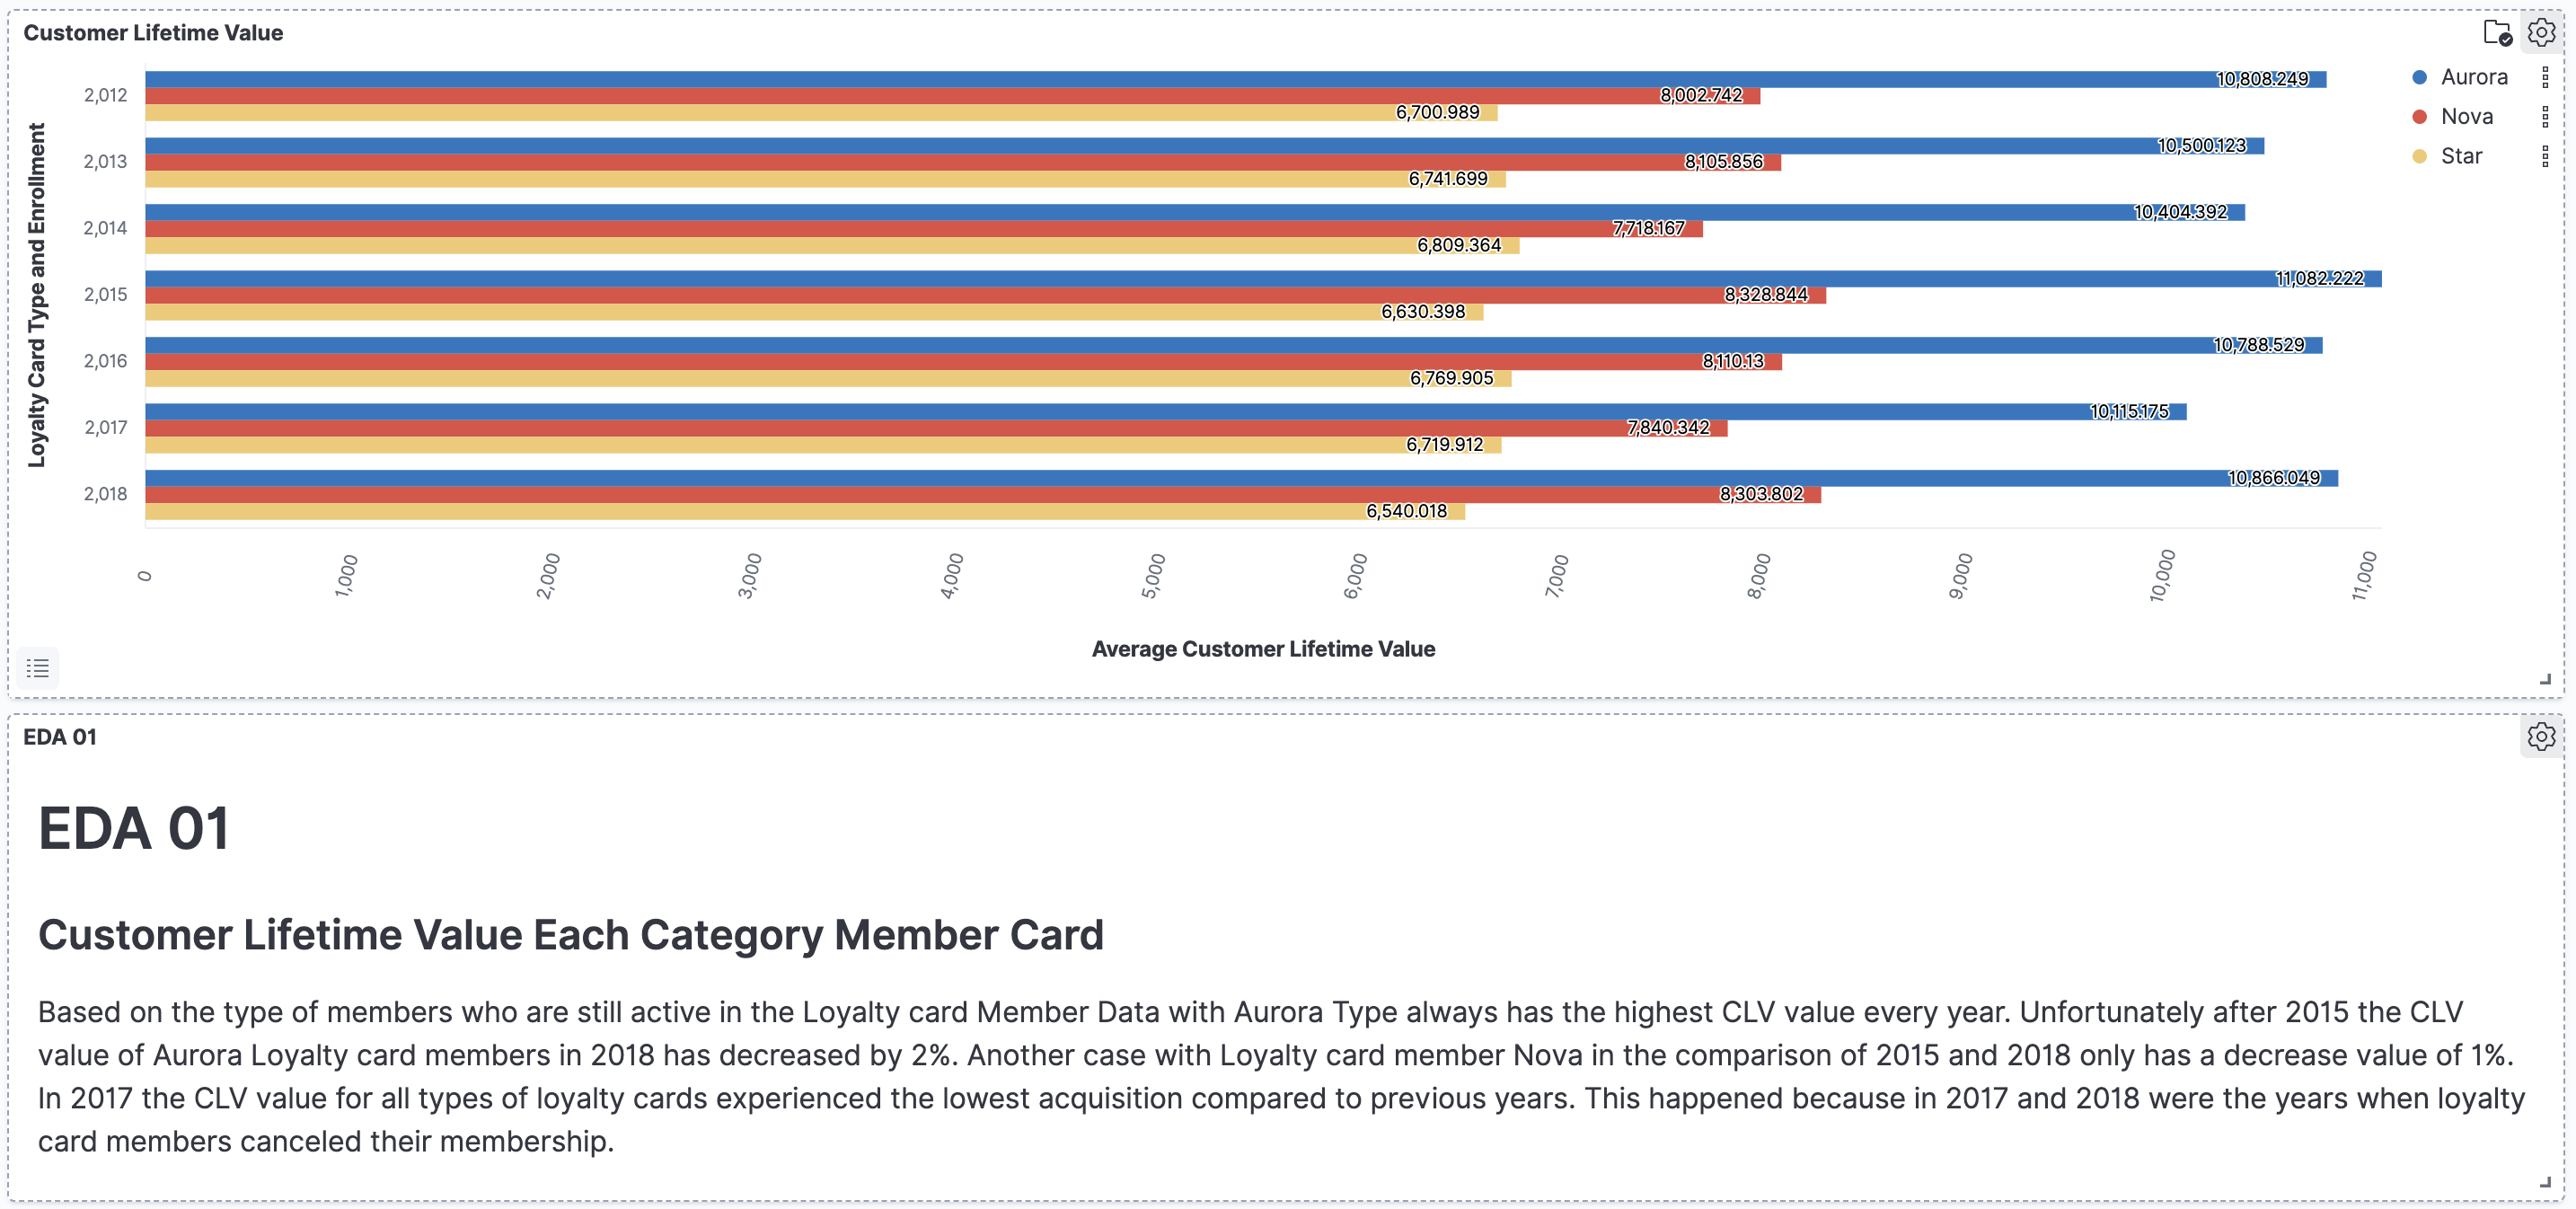 Customer Lifetime Value
Aurora
Nova
Star
Loyalty Card Type and Enrollment
2,012
10,808.249
8,002.742
6,700.989
2,013
10,500.123
8,105.856
6,741.699
2,014
10,404.392
7,718.167
6,809.364
2,015
11,082.222
8,328.844
6,630.398
2,016
10,788.529
8,110.13
6,769.905
2,017
10,115.175
7,840.342
6,719.912
2,018
10,866.049
8,303.802
6,540.018
0 1,000 2,000 3,000 4,000 5,000 6,000 7,000 8,000 9,000 10,000 11,000
Average Customer Lifetime Value
EDA 01
EDA 01
Customer Lifetime Value Each Category Member Card
Based on the type of members who are still active in the Loyalty card Member Data with Aurora Type always has the highest CLV value every year. Unfortunately after 2015 the CLV
value of Aurora Loyalty card members in 2018 has decreased by 2%. Another case with Loyalty card member Nova in the comparison of 2015 and 2018 only has a decrease value of 1%.
In 2017 the CLV value for all types of loyalty cards experienced the lowest acquisition compared to previous years. This happened because in 2017 and 2018 were the years when loyalty
card members canceled their membership.